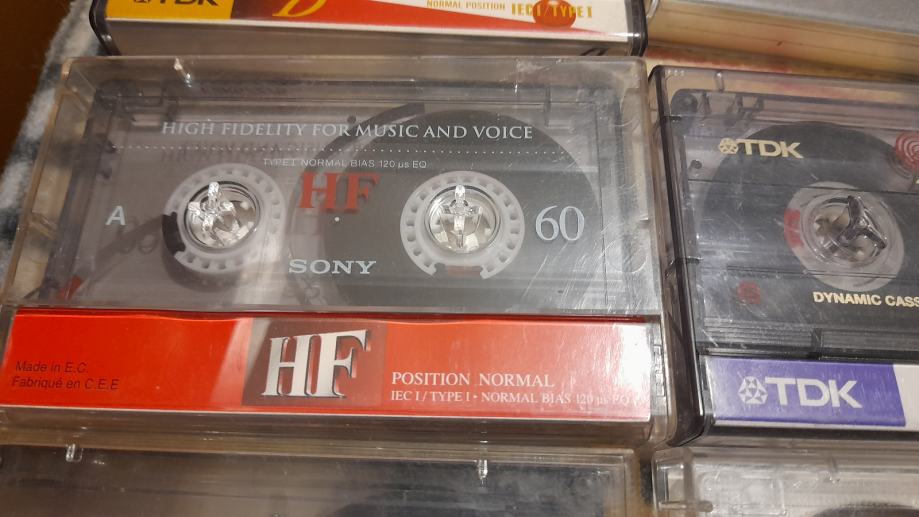 TDK
D
NORMAL POSITION IEC I / TYPE I
HIGH FIDELITY FOR MUSIC AND VOICE
TYPE I NORMAL BIAS 120 µs EQ
HF
A
60
SONY
Made in E.C.
Fabriqué en C.E.E
HF
POSITION NORMAL
IEC I / TYPE I • NORMAL BIAS 120 µs EQ
TDK
DYNAMIC CASS
TDK